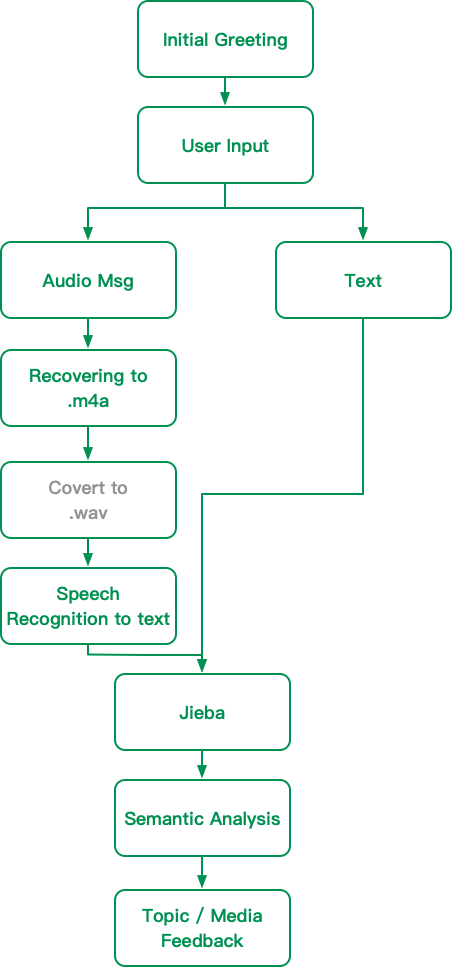 Initial Greeting
User Input
Audio Msg
Text
Recovering to
.m4a
Covert to
.wav
Speech
Recognition to text
Jieba
Semantic Analysis
Topic / Media
Feedback